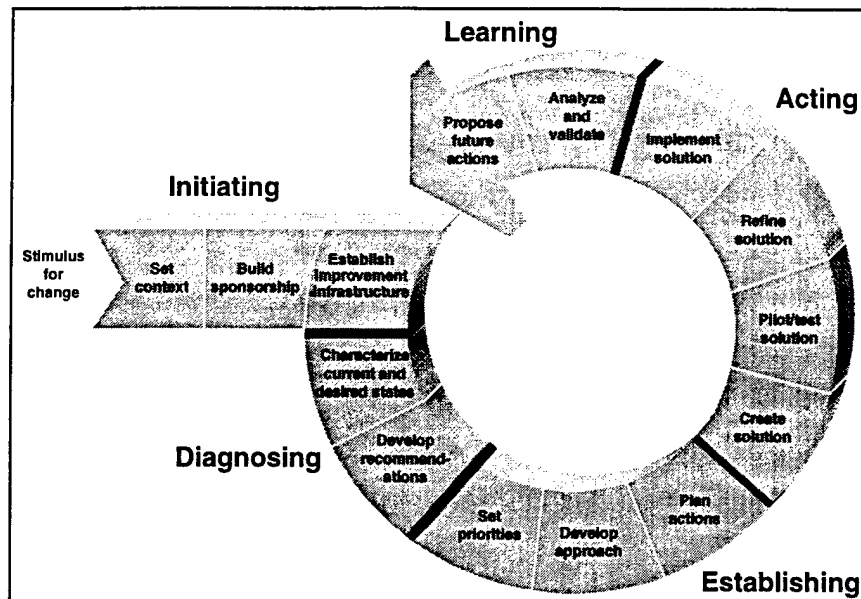 Learning
Acting
Propose
future
actions
Analyze
and
validate
Implement
solution
Initiating
Refine
solution
Stimulus
for
change
Set
context
Build
sponsorship
Establish
improvement
infrastructure
Pilot/test
solution
Characterize
current and
desired states
Create
solution
Diagnosing
Develop
recommend-
ations
Set
priorities
Develop
approach
Plan
actions
Establishing